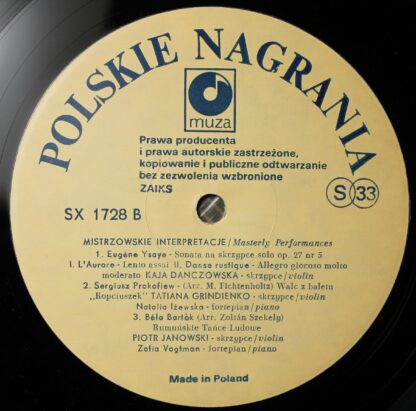 POLSKIE NAGRANIA
muza
Prawa producenta
i prawa autorskie zastrzeżone,
kopiowanie i publiczne odtwarzanie
bez zezwolenia wzbronione
ZAIKS
S 33
SX 1728 B
MISTRZOWSKIE INTERPRETACJE/Masterly Performances
1. Eugène Ysaye - Sonata na skrzypce solo op. 27 nr 5
I. L'Aurore - Lento assai II. Danse rustique - Allegro giocoso molto
moderato KAJA DANCZOWSKA - skrzypce/violin
2. Sergiusz Prokofiew - (Arr. M. Fichtenholtz) Walc z baletu
„Kopciuszek" TATIANA GRINDIENKO - skrzypce/violin
Natalia Iżewska - fortepian/piano
3. Béla Bartók (Arr. Zoltán Szekely)
Rumuńskie Tańce Ludowe
PIOTR JANOWSKI - skrzypce/violin
Zofia Vogtman - fortepian/piano
Made in Poland